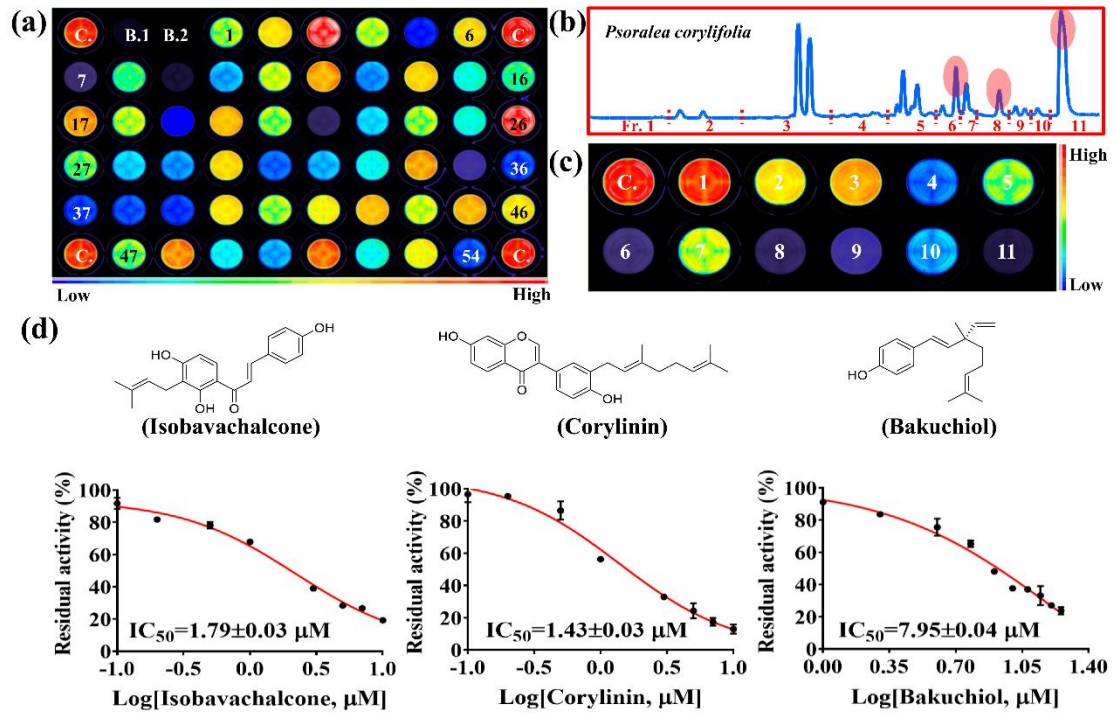 (a)
C. B.1 B.2 1 6 C.
7 16
17 26
27 36
37 46
C. 47 54 C.
Low High
(b)
Psoralea corylifolia
Fr. 1 2 3 4 5 6 7 8 9 10 11
(c)
C. 1 2 3 4 5
6 7 8 9 10 11
High
Low
(d)
HO OH OH O
(Isobavachalcone)
HO O O OH
(Corylinin)
HO
(Bakuchiol)
Residual activity (%)
100
80
60
40
20
0
IC50=1.79±0.03 μM
-1.0 -0.5 0.0 0.5 1.0
Log[Isobavachalcone, μM]
Residual activity (%)
100
80
60
40
20
0
IC50=1.43±0.03 μM
-1.0 -0.5 0.0 0.5 1.0
Log[Corylinin, μM]
Residual activity (%)
100
80
60
40
20
0
IC50=7.95±0.04 μM
0.00 0.35 0.70 1.05 1.40
Log[Bakuchiol, μM]